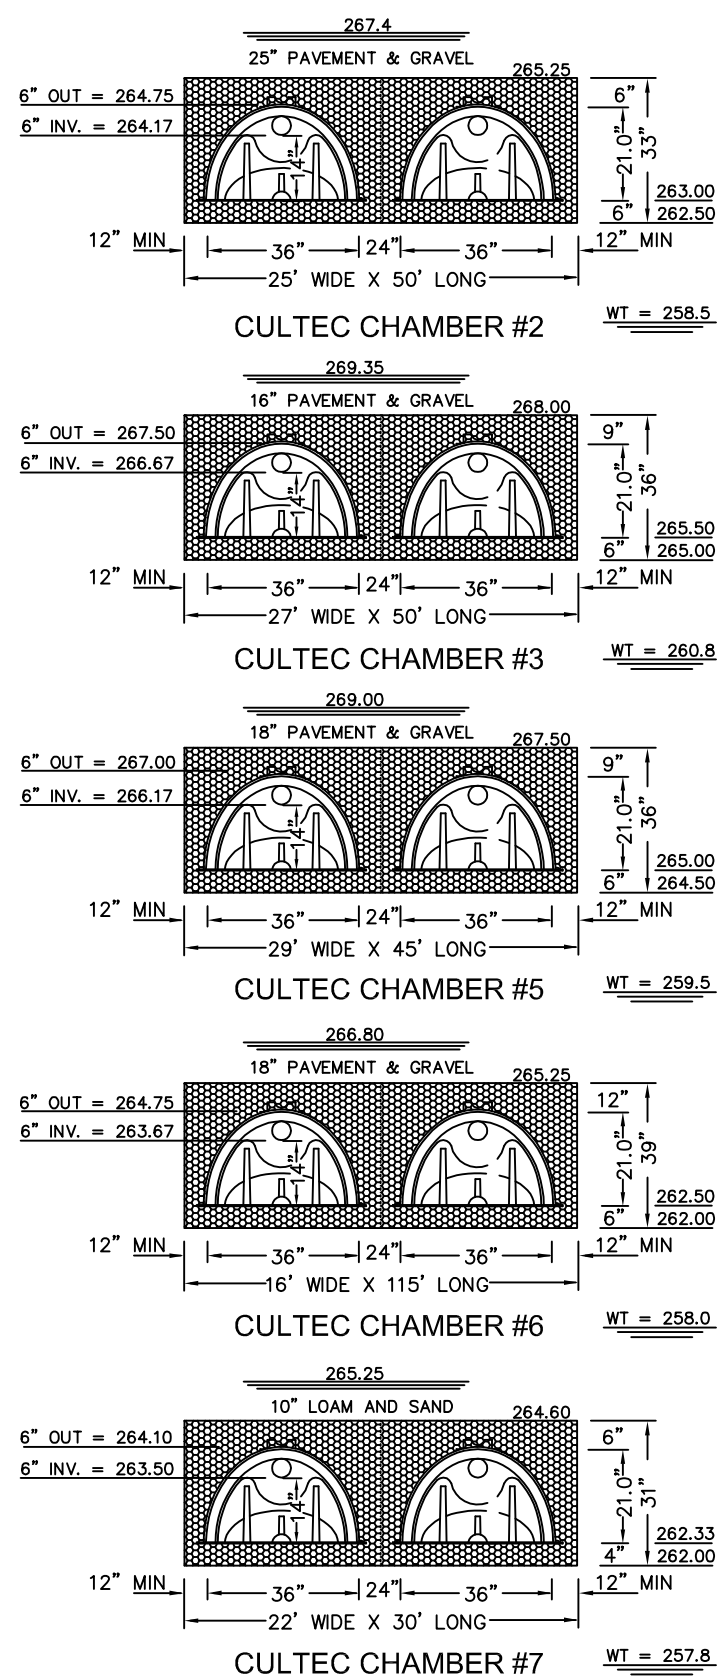 267.4
25" PAVEMENT & GRAVEL
265.25
6" OUT = 264.75
6" INV. = 264.17
14"
6"
21.0"
33"
6"
263.00
262.50
12" MIN
36"
24"
36"
12" MIN
25' WIDE X 50' LONG
CULTEC CHAMBER #2
WT = 258.5
269.35
16" PAVEMENT & GRAVEL
268.00
6" OUT = 267.50
6" INV. = 266.67
14"
9"
21.0"
36"
6"
265.50
265.00
12" MIN
36"
24"
36"
12" MIN
27' WIDE X 50' LONG
CULTEC CHAMBER #3
WT = 260.8
269.00
18" PAVEMENT & GRAVEL
267.50
6" OUT = 267.00
6" INV. = 266.17
14"
9"
21.0"
36"
6"
265.00
264.50
12" MIN
36"
24"
36"
12" MIN
29' WIDE X 45' LONG
CULTEC CHAMBER #5
WT = 259.5
266.80
18" PAVEMENT & GRAVEL
265.25
6" OUT = 264.75
6" INV. = 263.67
14"
12"
21.0"
39"
6"
262.50
262.00
12" MIN
36"
24"
36"
12" MIN
16' WIDE X 115' LONG
CULTEC CHAMBER #6
WT = 258.0
265.25
10" LOAM AND SAND
264.60
6" OUT = 264.10
6" INV. = 263.50
14"
6"
21.0"
31"
4"
262.33
262.00
12" MIN
36"
24"
36"
12" MIN
22' WIDE X 30' LONG
CULTEC CHAMBER #7
WT = 257.8